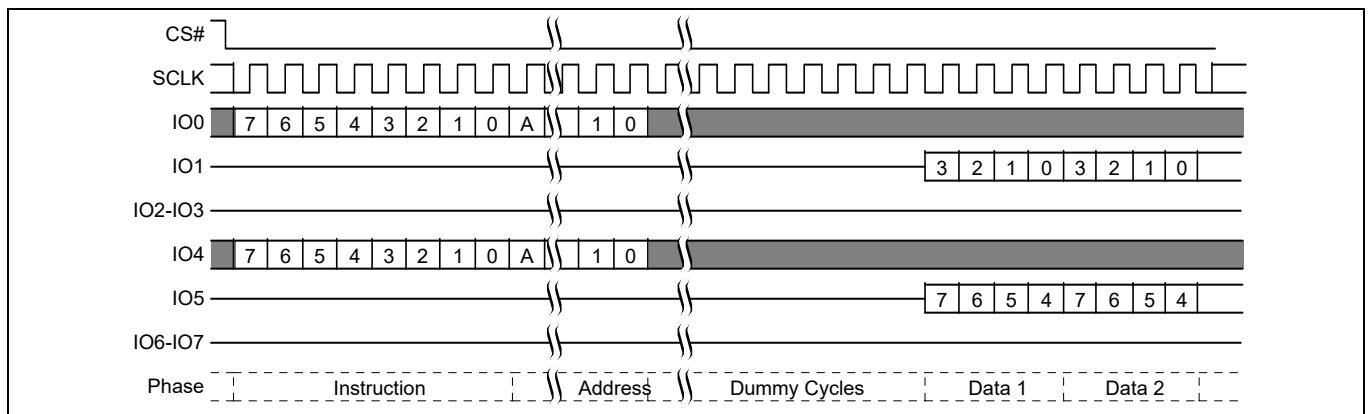 CS#
SCLK
IO0 7 6 5 4 3 2 1 0 A 1 0
IO1 3 2 1 0 3 2 1 0
IO2-IO3
IO4 7 6 5 4 3 2 1 0 A 1 0
IO5 7 6 5 4 7 6 5 4
IO6-IO7
Phase Instruction Address Dummy Cycles Data 1 Data 2